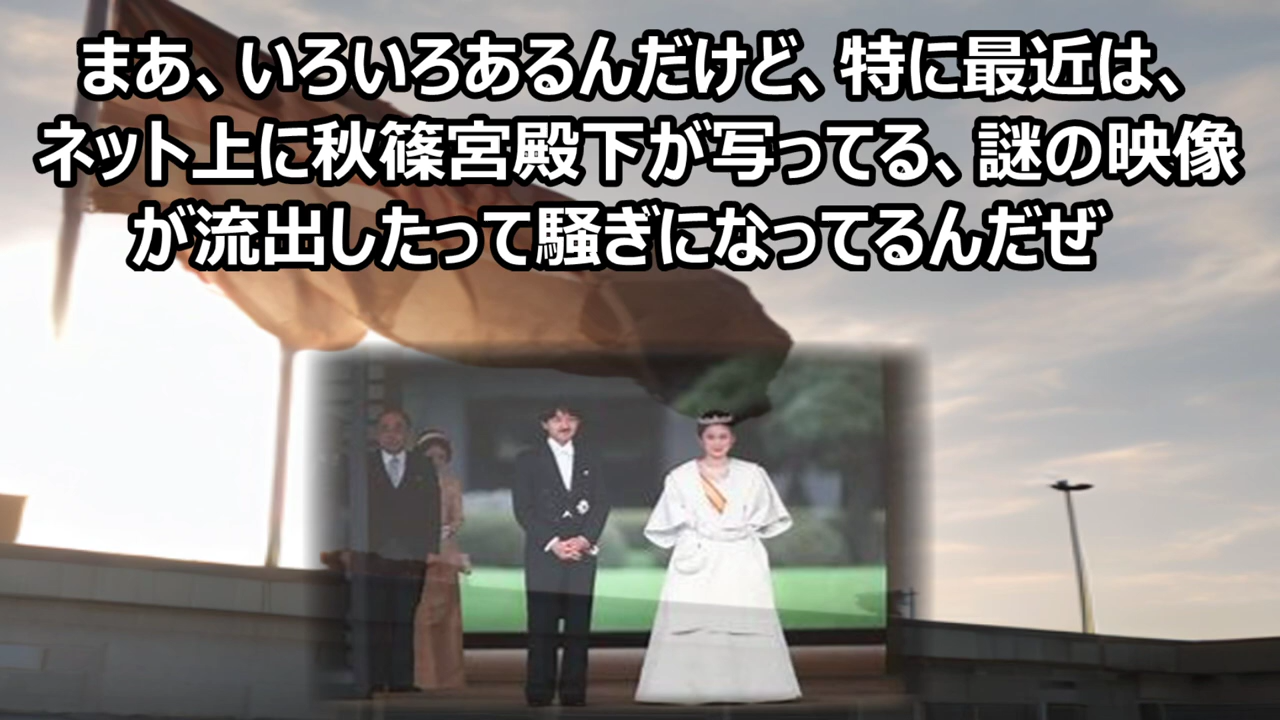 まあ、いろいろあるんだけど、特に最近は、
ネット上に秋篠宮殿下が写ってる、謎の映像
が流出したって騒ぎになってるんだぜ